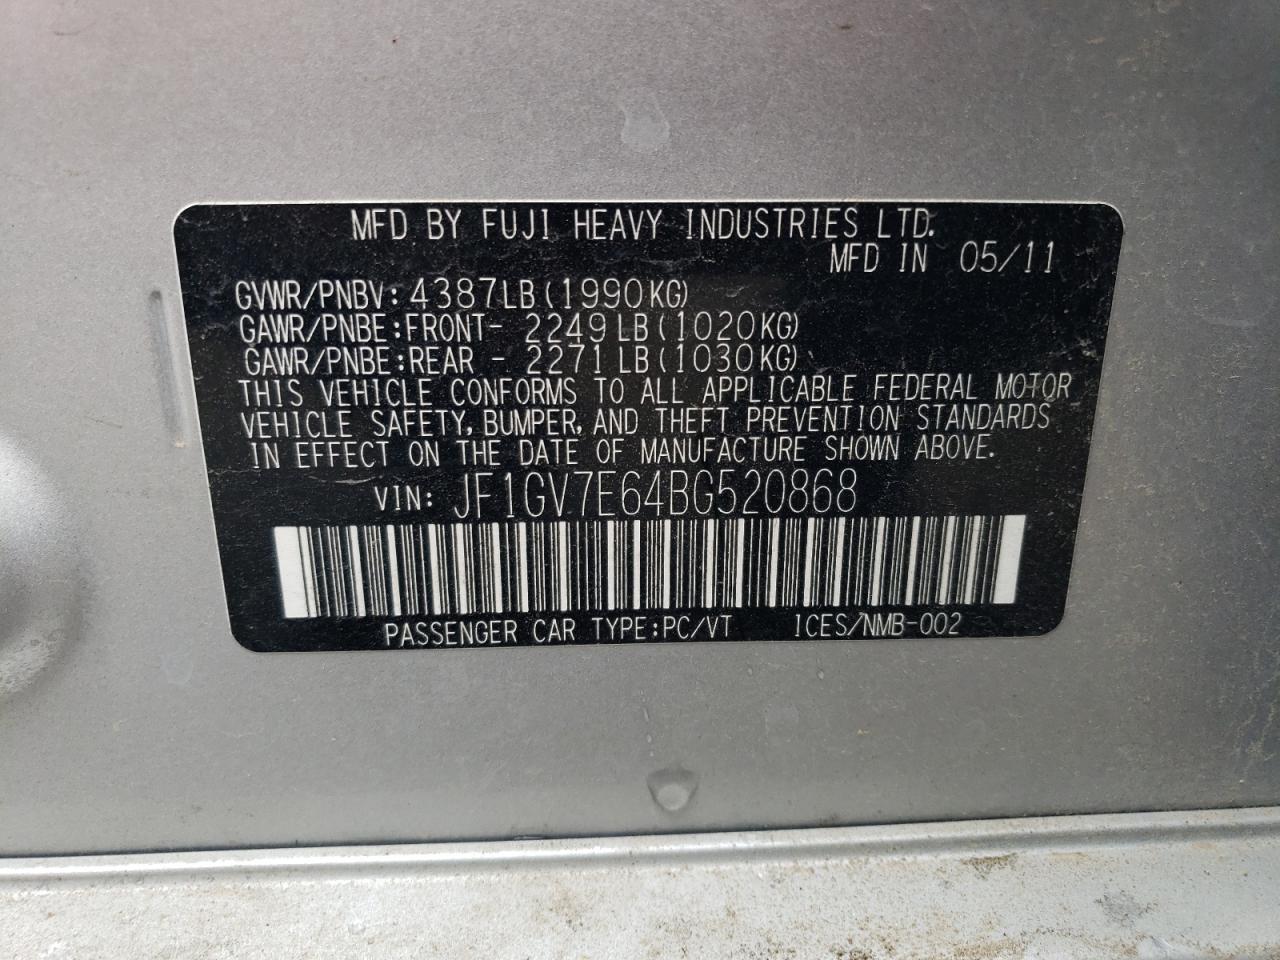 MFD BY FUJI HEAVY INDUSTRIES LTD.
MFD IN 05/11
GVWR/PNBV: 4387LB(1990KG)
GAWR/PNBE:FRONT- 2249LB(1020KG)
GAWR/PNBE:REAR - 2271LB(1030KG)
THIS VEHICLE CONFORMS TO ALL APPLICABLE FEDERAL MOTOR
VEHICLE SAFETY, BUMPER, AND THEFT PREVENTION STANDARDS
IN EFFECT ON THE DATE OF MANUFACTURE SHOWN ABOVE.
VIN: JF1GV7E64BG520868
PASSENGER CAR TYPE:PC/VT ICES/NMB-002